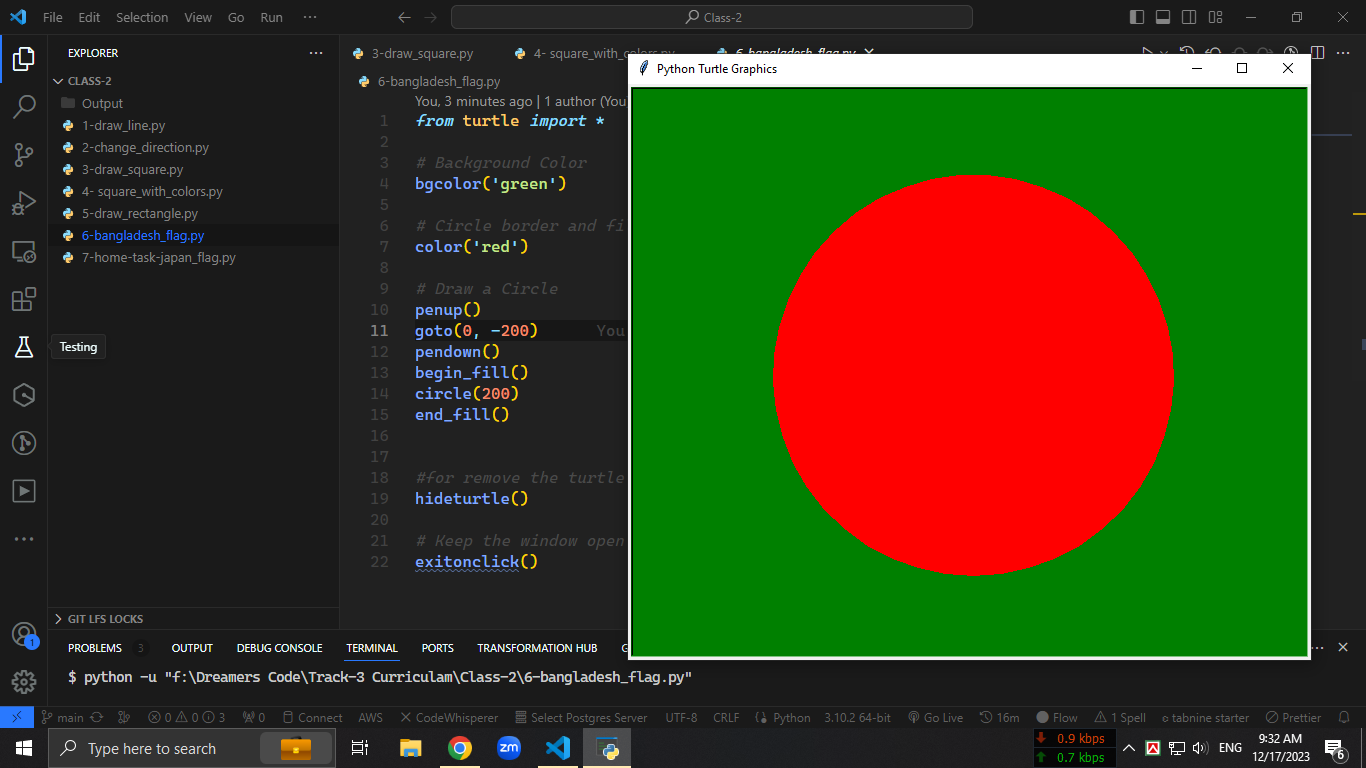 File Edit Selection View Go Run ··· Class-2
EXPLORER ···
CLASS-2
Output
1-draw_line.py
2-change_direction.py
3-draw_square.py
4- square_with_colors.py
5-draw_rectangle.py
6-bangladesh_flag.py
7-home-task-japan_flag.py
Testing
GIT LFS LOCKS
3-draw_square.py 4- square_with_colors.py 6-bangladesh_flag.py
6-bangladesh_flag.py
You, 3 minutes ago | 1 author (You
1 from turtle import *
2
3 # Background Color
4 bgcolor('green')
5
6 # Circle border and fi
7 color('red')
8
9 # Draw a Circle
10 penup()
11 goto(0, -200) You
12 pendown()
13 begin_fill()
14 circle(200)
15 end_fill()
16
17
18 #for remove the turtle
19 hideturtle()
20
21 # Keep the window open
22 exitonclick()
Python Turtle Graphics
PROBLEMS 3 OUTPUT DEBUG CONSOLE TERMINAL PORTS TRANSFORMATION HUB G
$ python -u "f:\Dreamers Code\Track-3 Curriculam\Class-2\6-bangladesh_flag.py"
main 0 0 3 0 Connect AWS CodeWhisperer Select Postgres Server UTF-8 CRLF Python 3.10.2 64-bit Go Live 16m Flow 1 Spell tabnine starter Prettier
1
Type here to search
zm
0.9 kbps
0.7 kbps
ENG
9:32 AM
12/17/2023
6